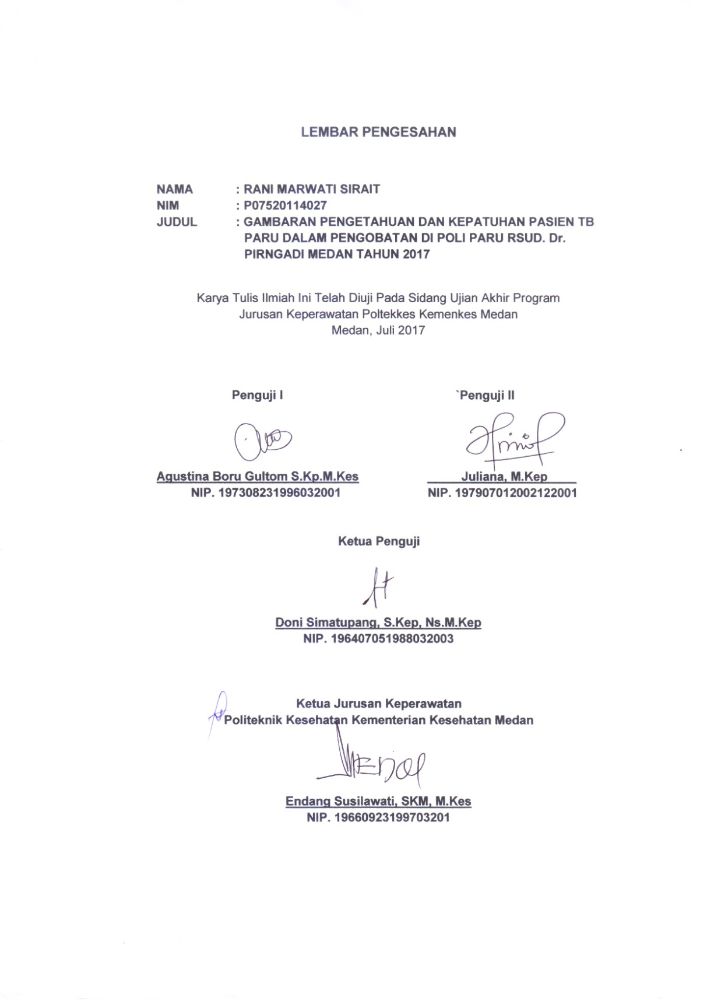 LEMBAR PENGESAHAN
NAMA : RANI MARWATI SIRAIT
NIM : P07520114027
JUDUL : GAMBARAN PENGETAHUAN DAN KEPATUHAN PASIEN TB
PARU DALAM PENGOBATAN DI POLI PARU RSUD. Dr.
PIRNGADI MEDAN TAHUN 2017
Karya Tulis Ilmiah Ini Telah Diuji Pada Sidang Ujian Akhir Program
Jurusan Keperawatan Poltekkes Kemenkes Medan
Medan, Juli 2017
Penguji I `Penguji II
Agustina Boru Gultom S.Kp.M.Kes Juliana, M.Kep
NIP. 197308231996032001 NIP. 197907012002122001
Ketua Penguji
Doni Simatupang, S.Kep, Ns.M.Kep
NIP. 196407051988032003
Ketua Jurusan Keperawatan
Politeknik Kesehatan Kementerian Kesehatan Medan
Endang Susilawati, SKM, M.Kes
NIP. 19660923199703201